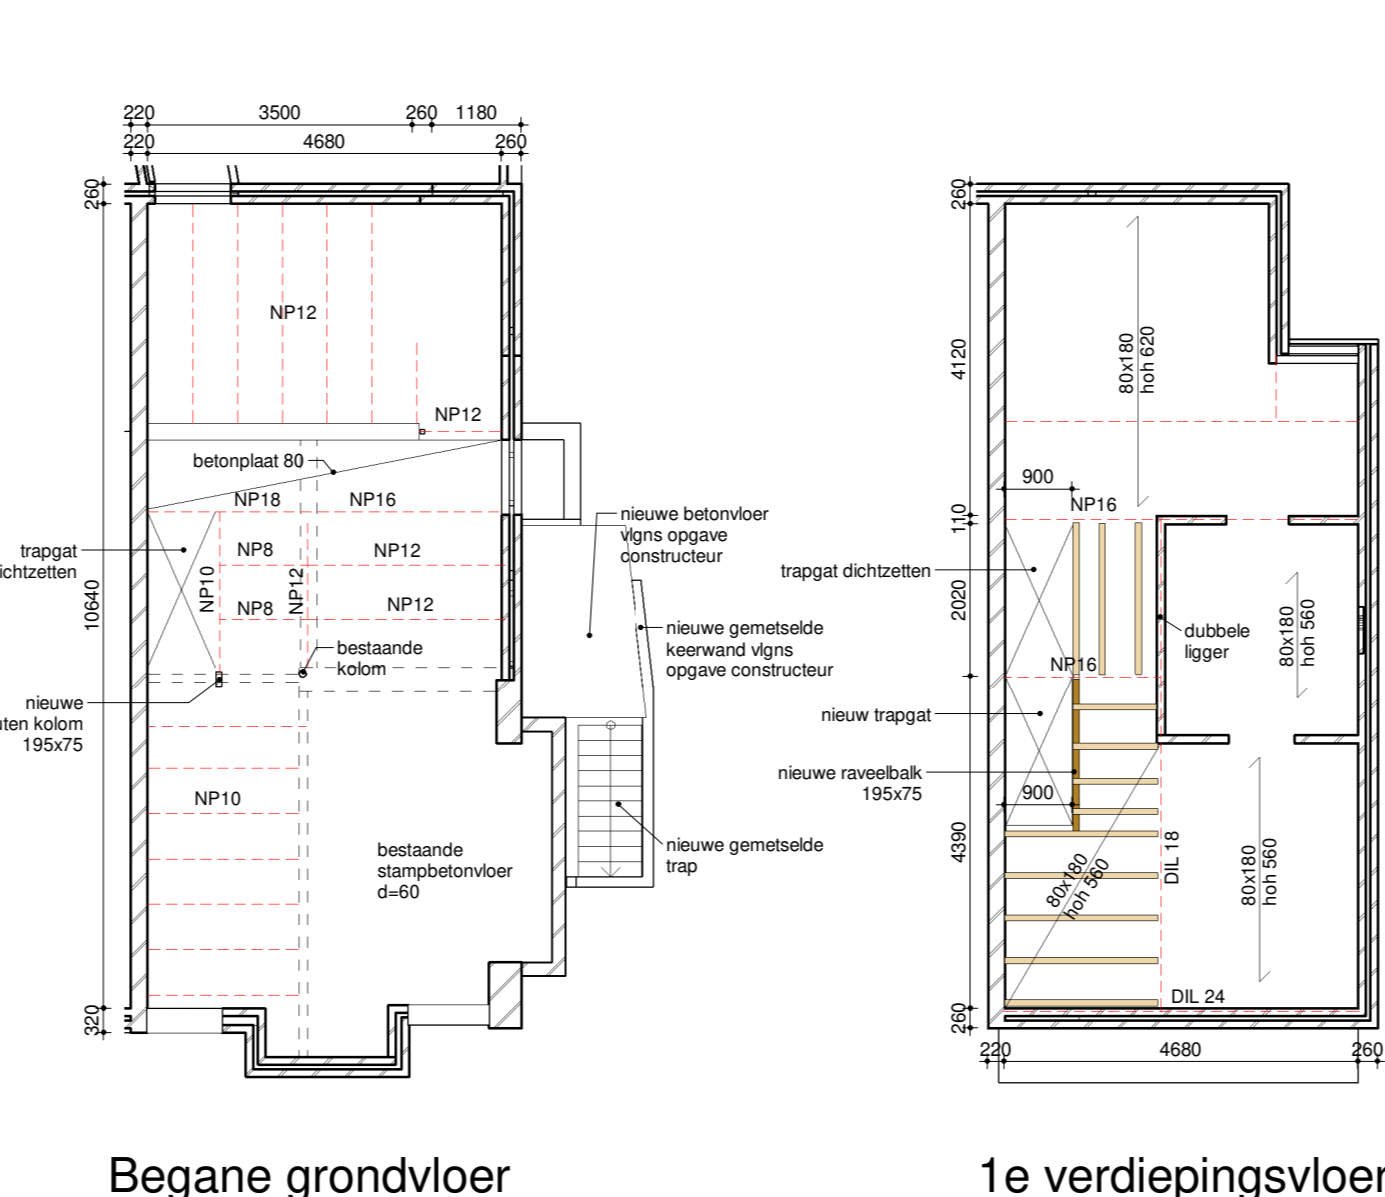 220 3500 260 1180
220 4680 260
260
NP12
NP12
betonplaat 80
NP18 NP16
trapgat
dichtzetten
NP8 NP12
NP10
NP12
NP8 NP12
10640
bestaande
kolom
nieuwe
uten kolom
195x75
NP10
bestaande
stampbetonvloer
d=60
320
nieuwe betonvloer
vlgns opgave
constructeur
nieuwe gemetselde
keerwand vlgns
opgave constructeur
nieuwe gemetselde
trap
Begane grondvloer
260
4120
80x180
hoh 620
900
NP16
110
trapgat dichtzetten
2020
dubbele
ligger
80x180
hoh 560
NP16
nieuw trapgat
nieuwe raveelbalk
195x75
900
4390
80x180
hoh 560
DIL 18
80x180
hoh 560
DIL 24
260
220 4680 260
1e verdiepingsvloer